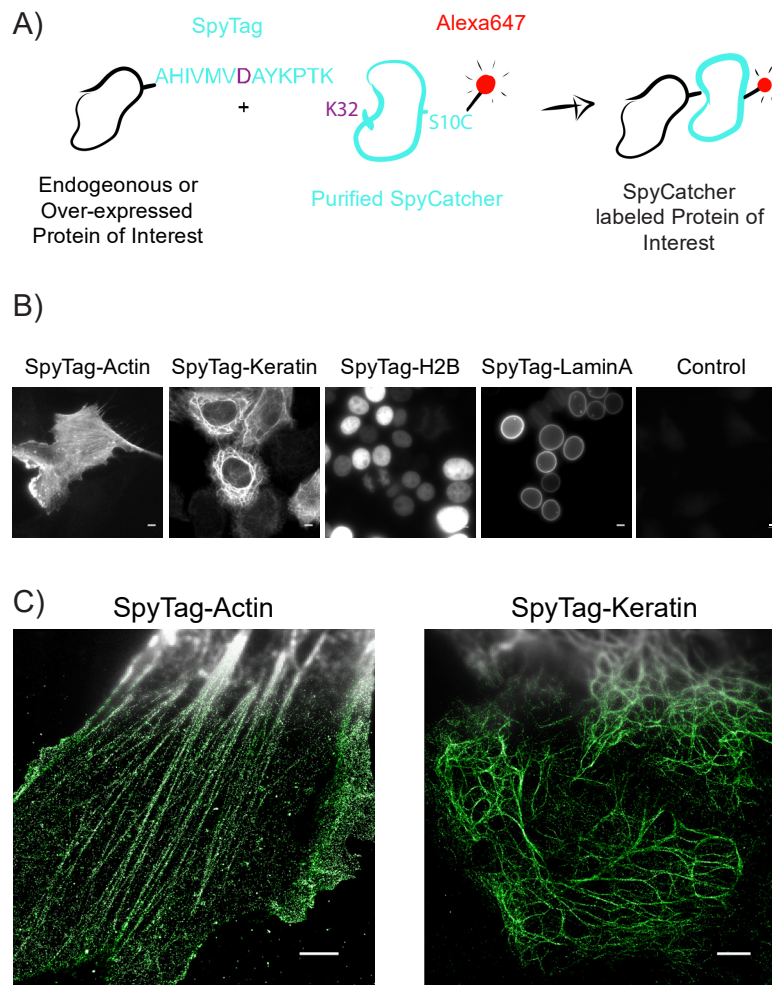 A)
SpyTag
Alexa647
AHIVMVDAYKPTK
+
K32
S10C
Endogeonous or
Over-expressed
Protein of Interest
Purified SpyCatcher
SpyCatcher
labeled Protein of
Interest
B)
SpyTag-Actin
SpyTag-Keratin
SpyTag-H2B
SpyTag-LaminA
Control
C)
SpyTag-Actin
SpyTag-Keratin